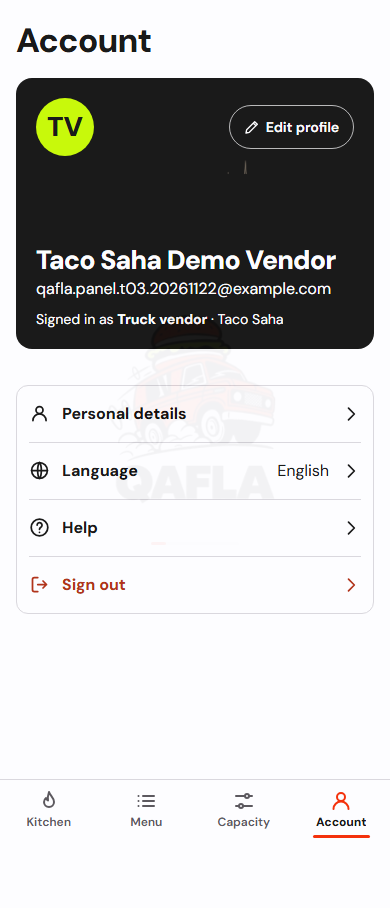 Account
TV
Edit profile
Taco Saha Demo Vendor
qafla.panel.t03.20261122@example.com
Signed in as Truck vendor · Taco Saha
Personal details
QAFLA
Language English
Help
Sign out
Kitchen Menu Capacity Account